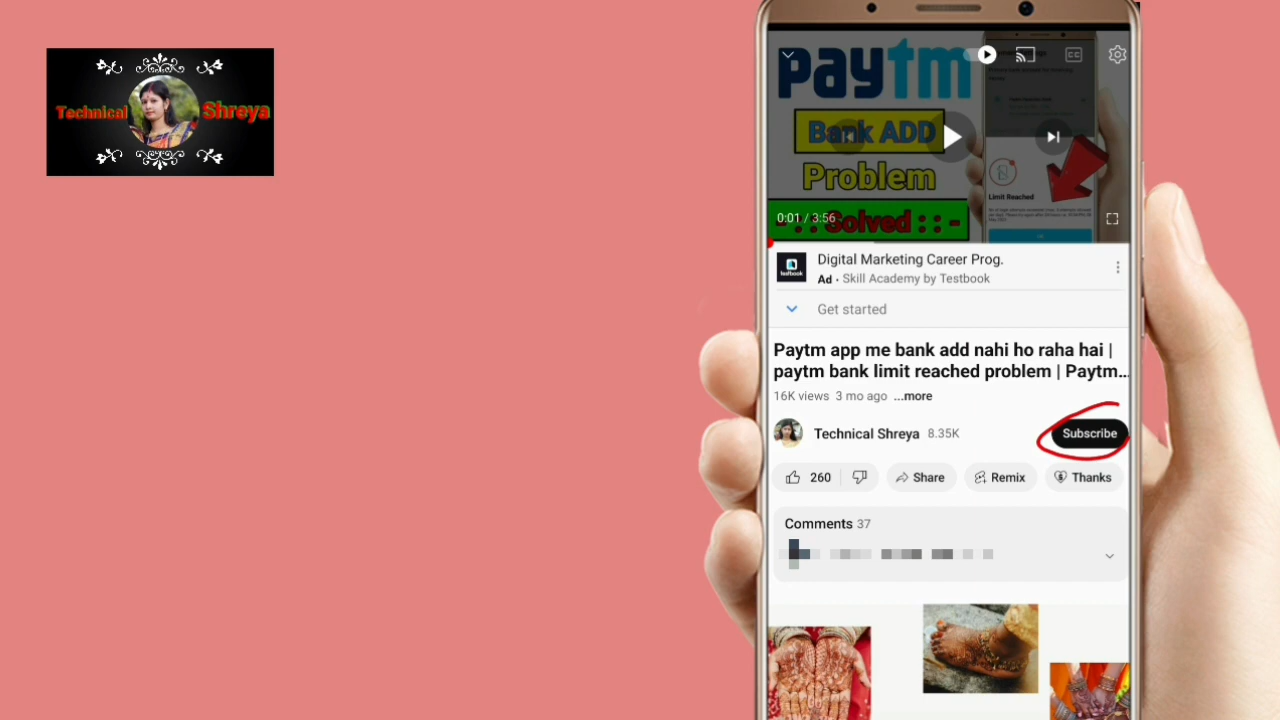 Technical Shreya
paytm
Bank ADD
Problem
- : : Solved : : -
Limit Reached
0:01 / 3:56
testbook
Digital Marketing Career Prog.
Ad · Skill Academy by Testbook
Get started
Paytm app me bank add nahi ho raha hai |
paytm bank limit reached problem | Paytm...
16K views 3 mo ago ...more
Technical Shreya 8.35K
Subscribe
260 Share Remix Thanks
Comments 37